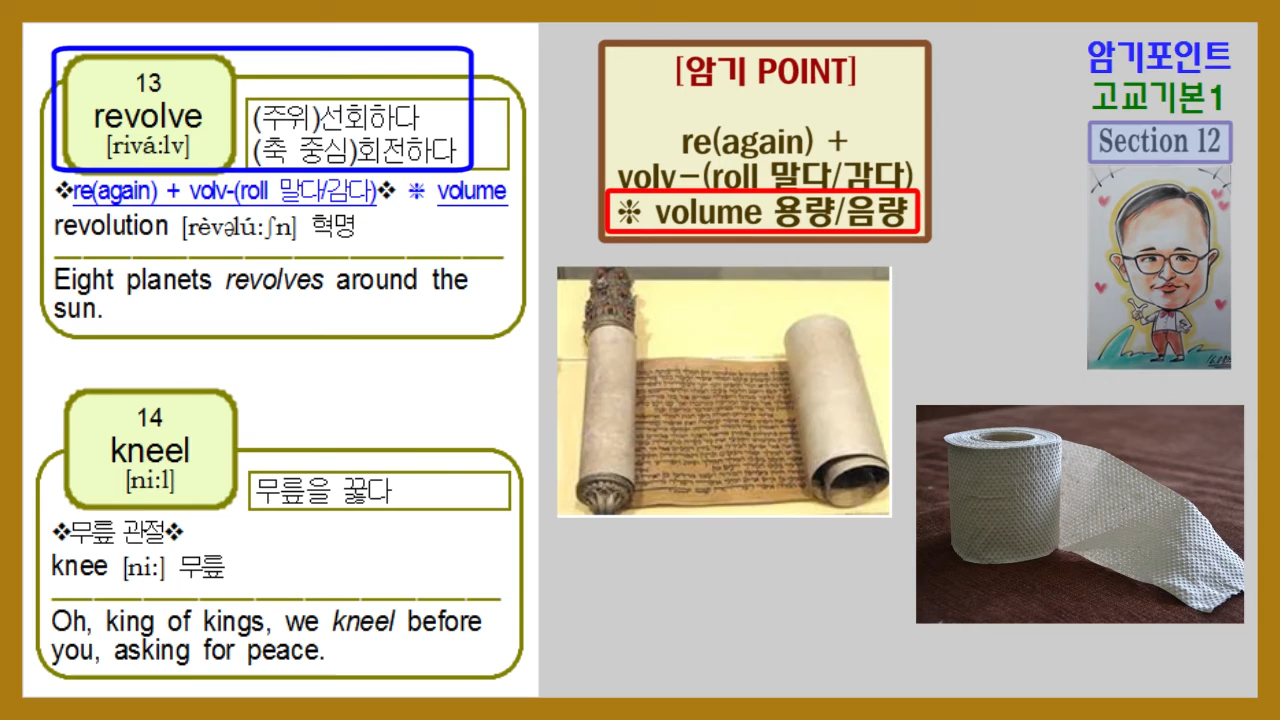 13
revolve
[rivá:lv]
(주위)선회하다
(축 중심)회전하다
❖re(again) + volv-(roll 말다/감다)❖ ※ volume
revolution [rèvəlú:ʃn] 혁명
Eight planets revolves around the
sun.
14
kneel
[ni:l]
무릎을 꿇다
❖무릎 관절❖
knee [ni:] 무릎
Oh, king of kings, we kneel before
you, asking for peace.
[암기 POINT]
re(again) +
volv-(roll 말다/감다)
※ volume 용량/음량
암기포인트
고교기본1
Section 12